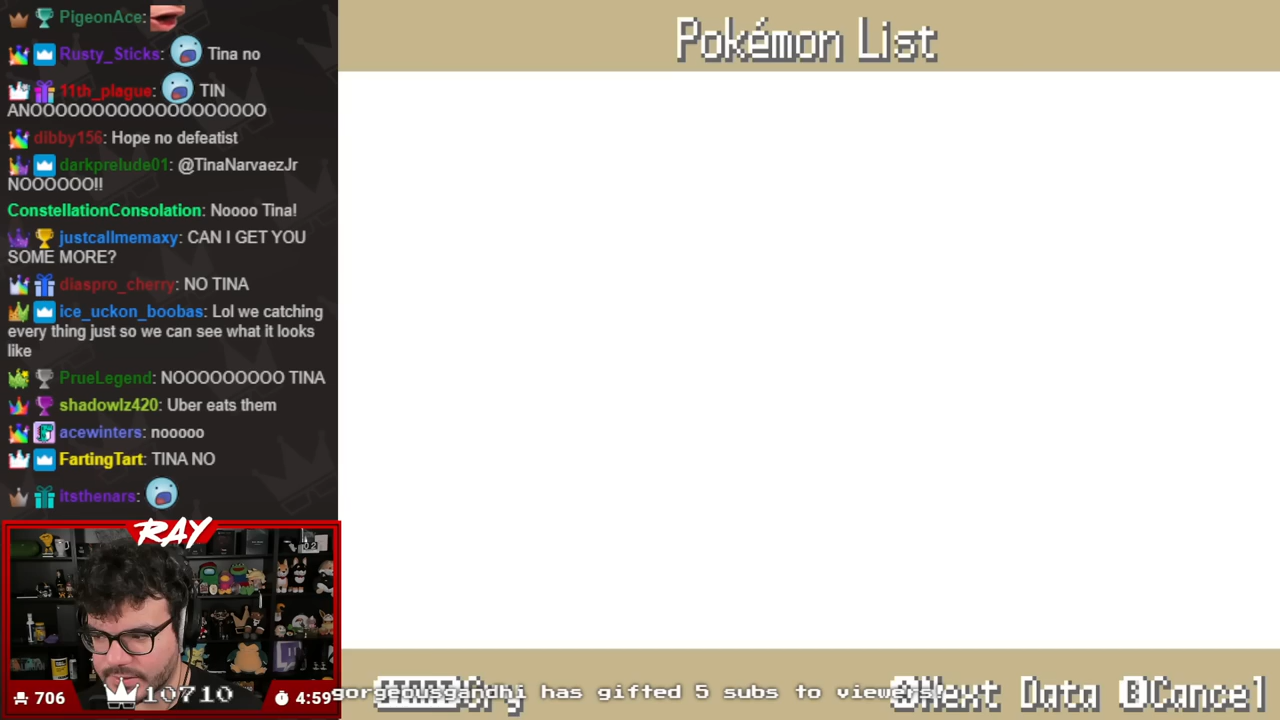 PigeonAce:
Rusty_Sticks: Tina no
11th_plague: TIN
ANOOOOOOOOOOOOOOOOOOO
dibby156: Hope no defeatist
darkprelude01: @TinaNarvaezJr
NOOOOOO!!
ConstellationConsolation: Noooo Tina!
justcallmemaxy: CAN I GET YOU
SOME MORE?
diaspro_cherry: NO TINA
ice_uckon_boobas: Lol we catching
every thing just so we can see what it looks
like
PrueLegend: NOOOOOOOOO TINA
shadowlz420: Uber eats them
acewinters: nooooo
FartingTart: TINA NO
itsthenars:
RAY
706
10710
4:59
Pokémon List
START Cry
Next Data BCancel
gorgeousgandhi has gifted 5 subs to viewers!